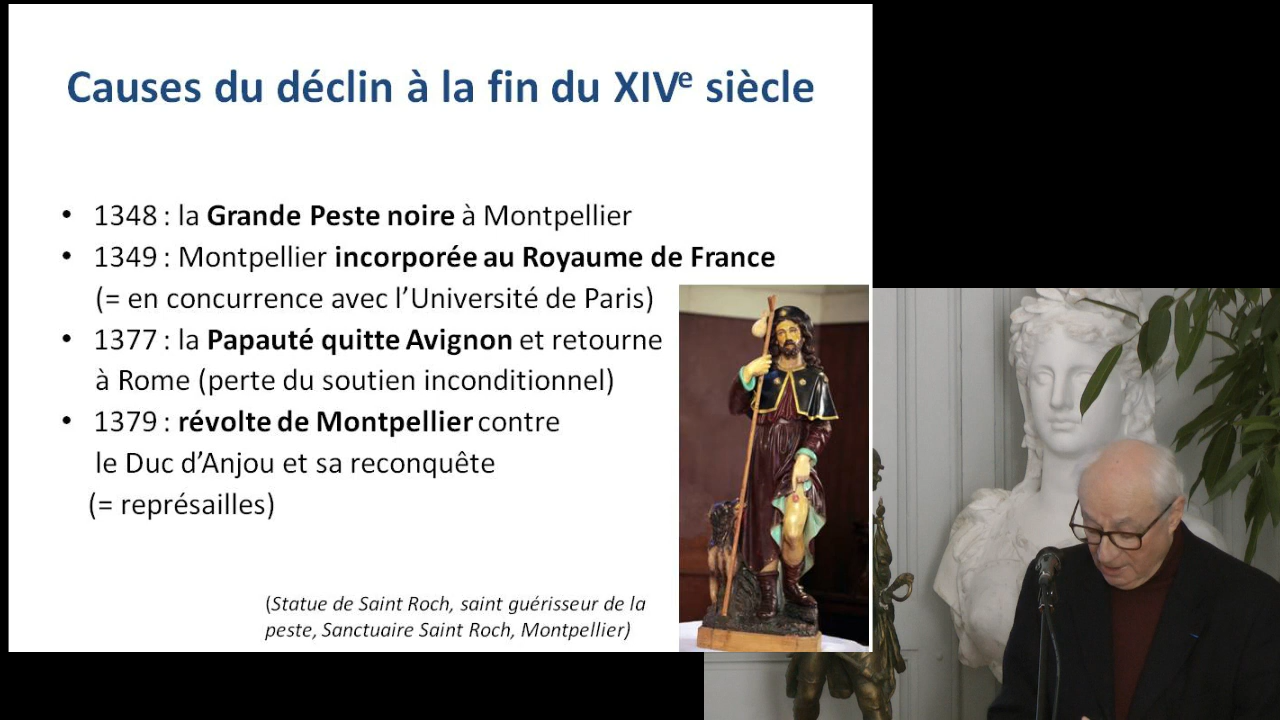 Causes du déclin à la fin du XIVe siècle
• 1348 : la Grande Peste noire à Montpellier
• 1349 : Montpellier incorporée au Royaume de France
(= en concurrence avec l’Université de Paris)
• 1377 : la Papauté quitte Avignon et retourne
à Rome (perte du soutien inconditionnel)
• 1379 : révolte de Montpellier contre
le Duc d’Anjou et sa reconquête
(= représailles)
(Statue de Saint Roch, saint guérisseur de la
peste, Sanctuaire Saint Roch, Montpellier)